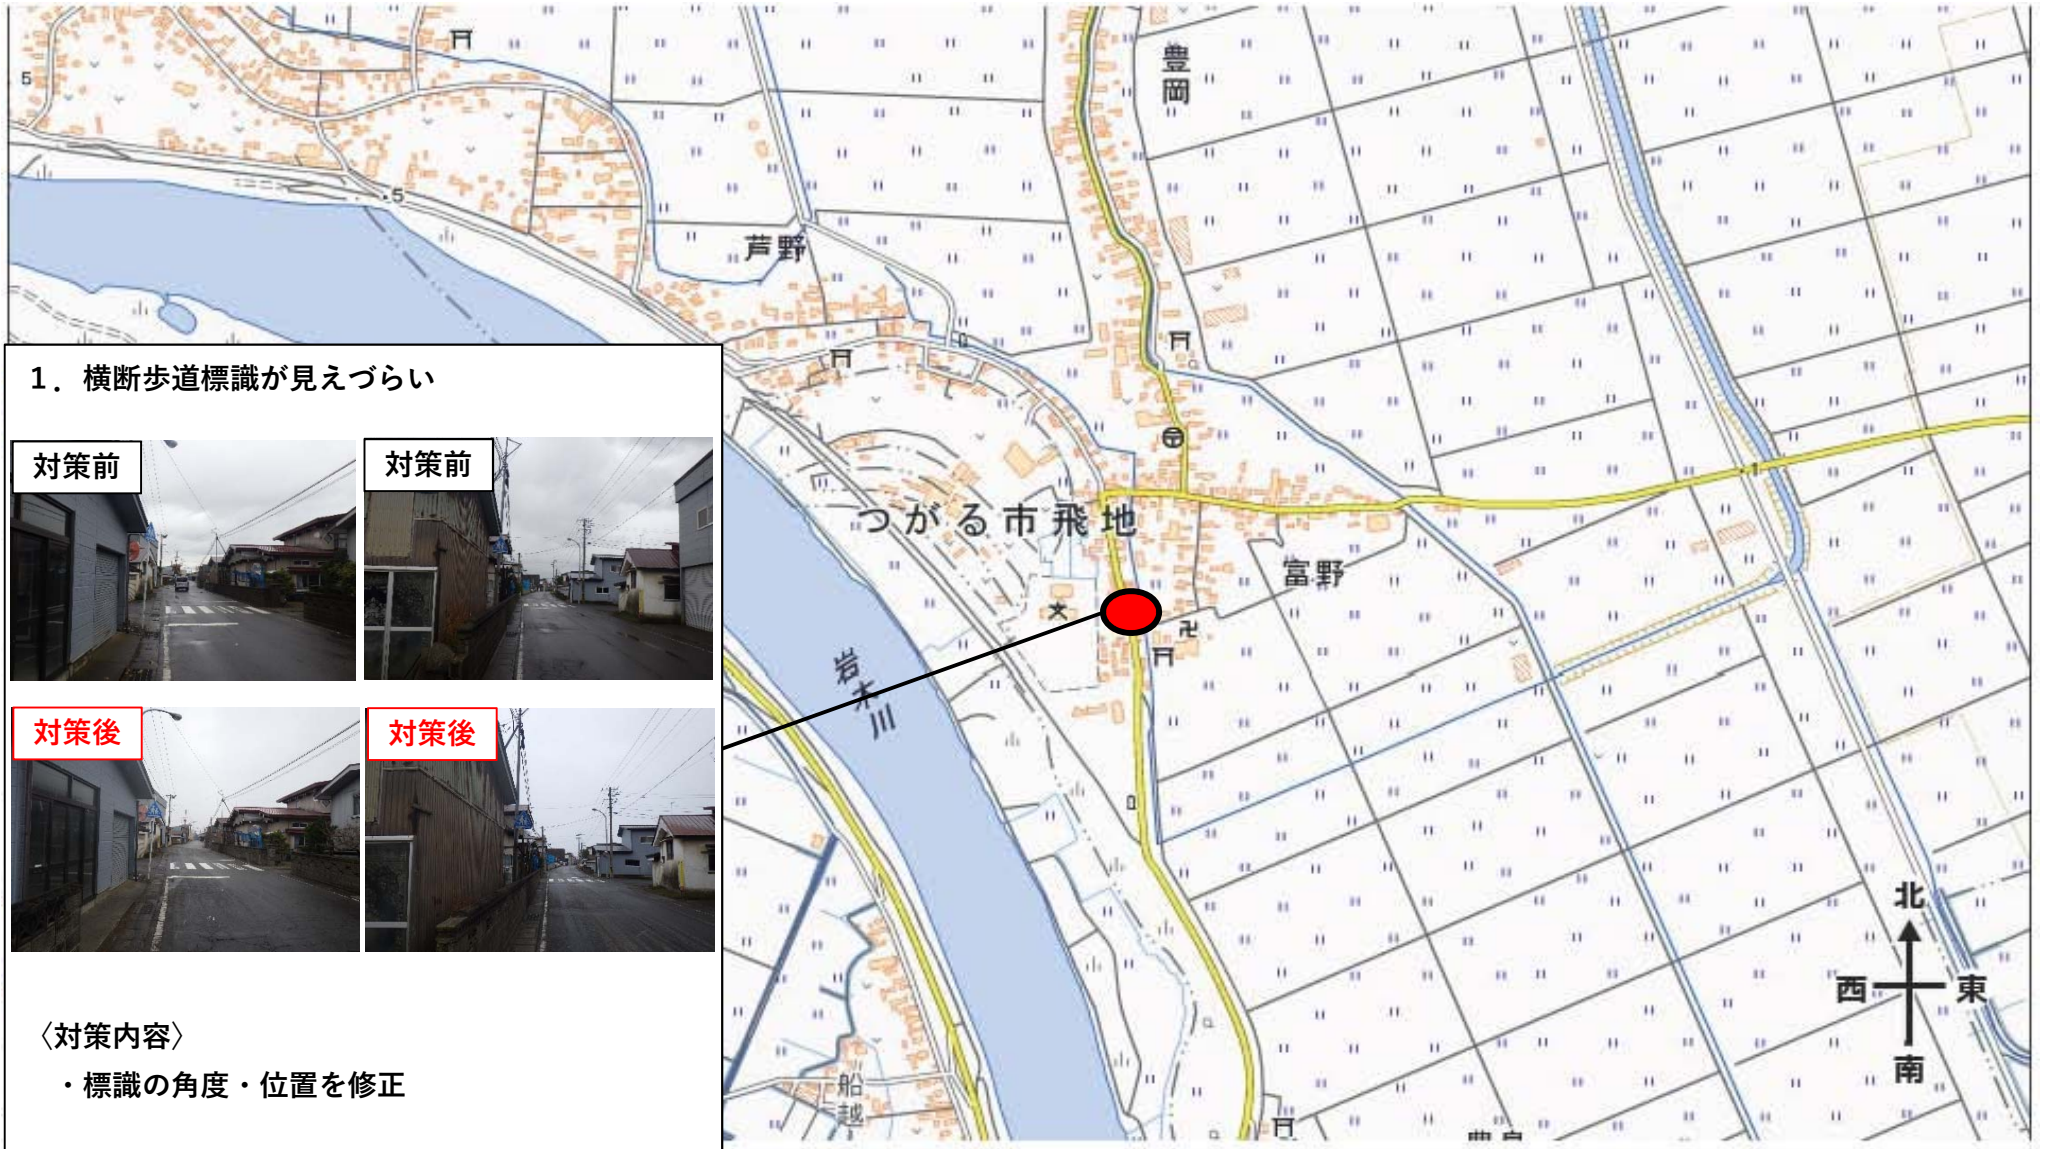 1．横断歩道標識が見えづらい
対策前
対策前
対策後
対策後
〈対策内容〉
・標識の角度・位置を修正
5
.5
豊岡
芦野
つがる市飛地
富野
岩木川
船越
1
北
西
東
南